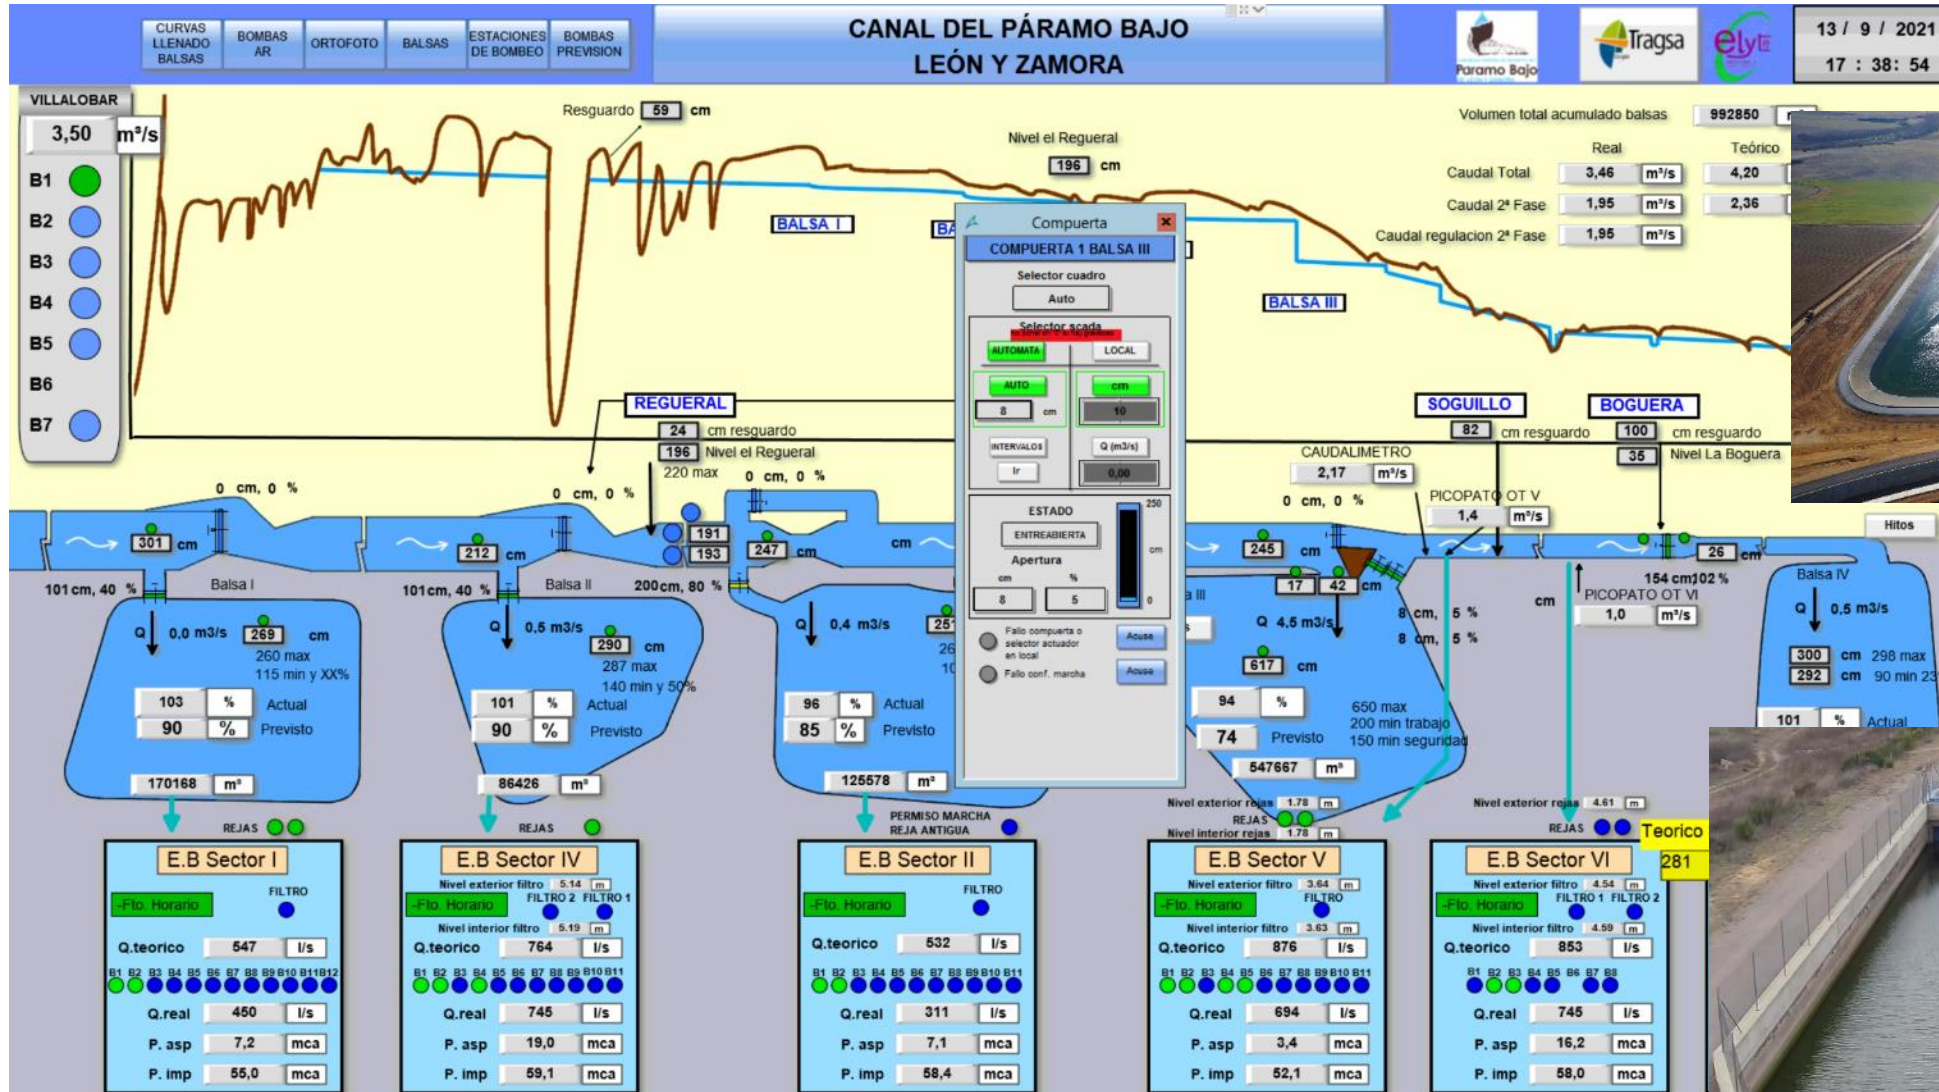 CURVAS
LLENADO
BALSAS
BOMBAS
AR
ORTOFOTO
BALSAS
ESTACIONES
DE BOMBEO
BOMBAS
PREVISION
CANAL DEL PÁRAMO BAJO
LEÓN Y ZAMORA
Paramo Bajo
Tragsa
13 / 9 / 2021
17 : 38: 54
VILLALOBAR
3,50 m³/s
B1
B2
B3
B4
B5
B6
B7
Resguardo 59 cm
Nivel el Regueral
196 cm
Volumen total acumulado balsas 992850
Real Teórico
Caudal Total 3,46 m³/s 4,20
Caudal 2ª Fase 1,95 m³/s 2,36
Caudal regulacion 2ª Fase 1,95 m³/s
BALSA I
BA
BALSA III
Compuerta
COMPUERTA 1 BALSA III
Selector cuadro
Auto
Selector scada
AUTOMATA LOCAL
AUTO cm
8 cm 10
INTERVALOS Q (m3/s)
Ir 0,00
ESTADO
ENTREABIERTA
Apertura
cm %
8 5
250
cm
0
Fallo compuerta o
selector actuador
en local
Acuse
Fallo conf. marcha
Acuse
REGUERAL
24 cm resguardo
196 Nivel el Regueral
220 max
SOGUILLO
82 cm resguardo
BOGUERA
100 cm resguardo
35 Nivel La Boguera
CAUDALIMETRO
2,17 m³/s
PICOPATO OT V
1,4 m³/s
PICOPATO OT VI
1,0 m³/s
Hitos
0 cm, 0 %
0 cm, 0 %
0 cm, 0 %
0 cm, 0 %
301 cm
212 cm
191
193
247 cm
cm
245 cm
17 42 cm
26 cm
154 cm 102 %
cm
101 cm, 40 %
101 cm, 40 %
200cm, 80 %
8 cm, 5 %
8 cm, 5 %
Balsa I
Q 0,0 m3/s
269 cm
260 max
115 min y XX%
103 % Actual
90 % Previsto
170168 m³
Balsa II
Q 0,5 m3/s
290 cm
287 max
140 min y 50%
101 % Actual
90 % Previsto
86426 m³
Q 0,4 m3/s
251
26
10
96 % Actual
85 % Previsto
125578 m³
a III
s
Q 4,5 m3/s
617 cm
94 %
74 Previsto
650 max
200 min trabajo
150 min seguridad
547667 m³
Balsa IV
Q 0,5 m3/s
300 cm 298 max
292 cm 90 min 23
101 % Actual
REJAS
REJAS
PERMISO MARCHA
REJA ANTIGUA
Nivel exterior rejas 1.78 m
REJAS
Nivel interior rejas 1.78 m
Nivel exterior rejas 4.61 m
REJAS
Teorico
281
E.B Sector I
-Fto. Horario
FILTRO
Q.teorico 547 l/s
B1 B2 B3 B4 B5 B6 B7 B8 B9 B10 B11 B12
Q.real 450 l/s
P. asp 7,2 mca
P. imp 55,0 mca
E.B Sector IV
Nivel exterior filtro 5.14 m
-Fto. Horario
FILTRO 2 FILTRO 1
Nivel interior filtro 5.19 m
Q.teorico 764 l/s
B1 B2 B3 B4 B5 B6 B7 B8 B9 B10 B11
Q.real 745 l/s
P. asp 19,0 mca
P. imp 59,1 mca
E.B Sector II
-Fto. Horario
FILTRO
Q.teorico 532 l/s
B1 B2 B3 B4 B5 B6 B7 B8 B9 B10 B11
Q.real 311 l/s
P. asp 7,1 mca
P. imp 58,4 mca
E.B Sector V
Nivel exterior filtro 3.64 m
-Fto. Horario
FILTRO
Nivel interior filtro 3.63 m
Q.teorico 876 l/s
B1 B2 B3 B4 B5 B6 B7 B8 B9 B10 B11
Q.real 694 l/s
P. asp 3,4 mca
P. imp 52,1 mca
E.B Sector VI
Nivel exterior filtro 4.54 m
-Fto. Horario
FILTRO 1 FILTRO 2
Nivel interior filtro 4.59 m
Q.teorico 853 l/s
B1 B2 B3 B4 B5 B6 B7 B8
Q.real 745 l/s
P. asp 16,2 mca
P. imp 58,0 mca